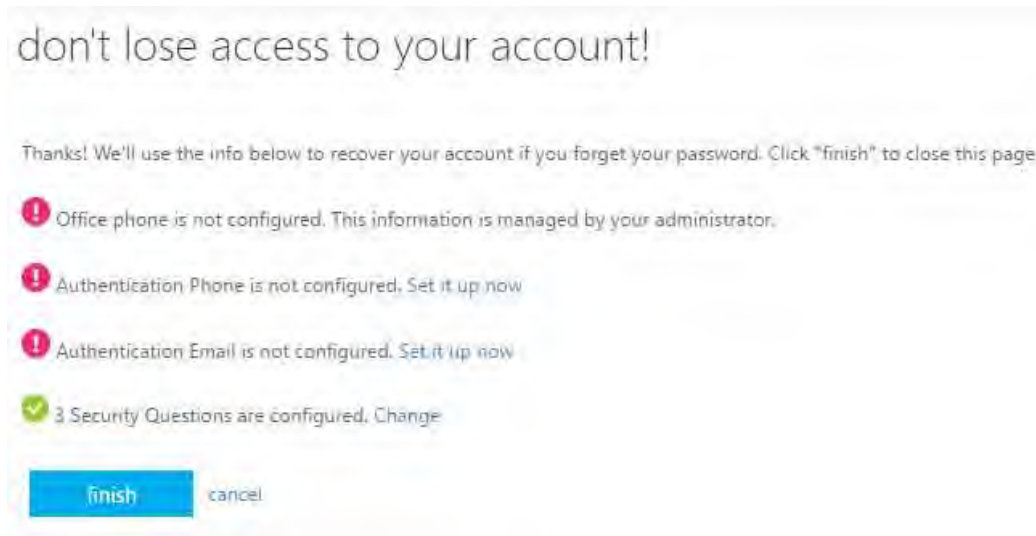 don't lose access to your account!
Thanks! We'll use the info below to recover your account if you forget your password. Click "finish" to close this page
Office phone is not configured. This information is managed by your administrator.
Authentication Phone is not configured. Set it up now
Authentication Email is not configured. Set it up now
3 Security Questions are configured. Change
finish cancel